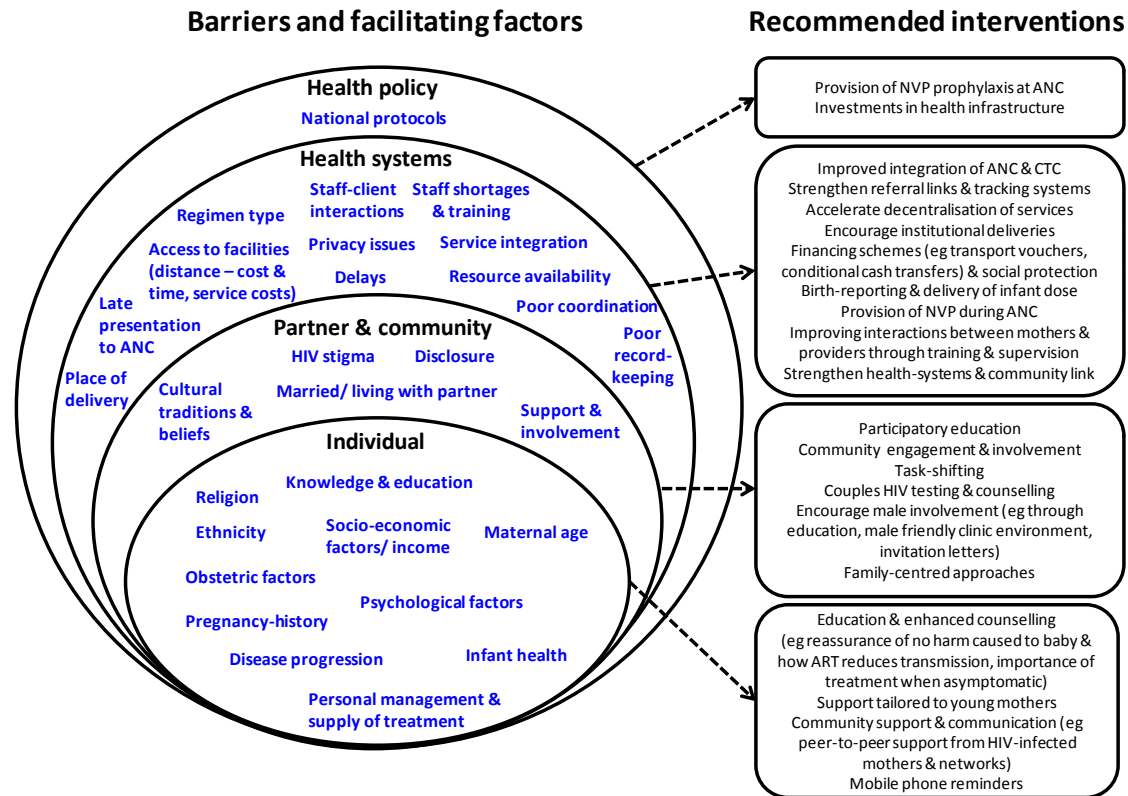 Barriers and facilitating factors
Recommended interventions
Health policy
National protocols
Health systems
Staff-client
interactions
Staff shortages
& training
Regimen type
Privacy issues
Service integration
Access to facilities
(distance – cost &
time, service costs)
Delays
Resource availability
Late
presentation
to ANC
Poor coordination
Poor
record-
keeping
Place of
delivery
Partner & community
HIV stigma
Disclosure
Married/ living with partner
Cultural
traditions &
beliefs
Support &
involvement
Individual
Knowledge & education
Religion
Ethnicity
Socio-economic
factors/ income
Maternal age
Obstetric factors
Psychological factors
Pregnancy-history
Disease progression
Infant health
Personal management &
supply of treatment
Provision of NVP prophylaxis at ANC
Investments in health infrastructure
Improved integration of ANC & CTC
Strengthen referral links & tracking systems
Accelerate decentralisation of services
Encourage institutional deliveries
Financing schemes (eg transport vouchers,
conditional cash transfers) & social protection
Birth-reporting & delivery of infant dose
Provision of NVP during ANC
Improving interactions between mothers &
providers through training & supervision
Strengthen health-systems & community link
Participatory education
Community engagement & involvement
Task-shifting
Couples HIV testing & counselling
Encourage male involvement (eg through
education, male friendly clinic environment,
invitation letters)
Family-centred approaches
Education & enhanced counselling
(eg reassurance of no harm caused to baby &
how ART reduces transmission, importance of
treatment when asymptomatic)
Support tailored to young mothers
Community support & communication (eg
peer-to-peer support from HIV-infected
mothers & networks)
Mobile phone reminders